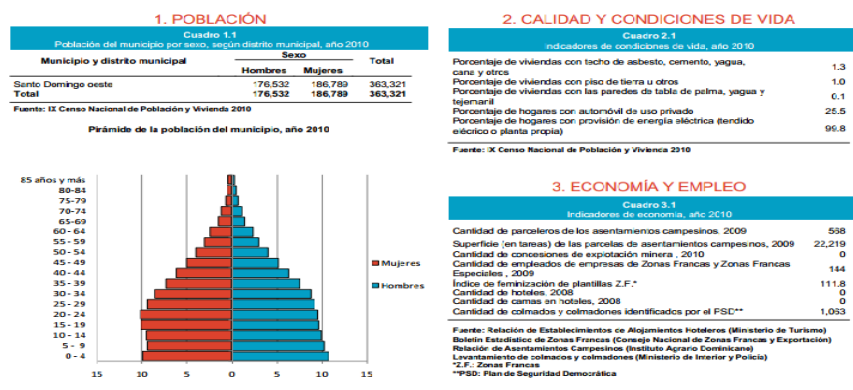 1. POBLACIÓN
Cuadro 1.1
Población del municipio por sexo, según distrito municipal, año 2010
Municipio y distrito municipal Sexo Total
Hombres Mujeres
Santo Domingo oeste 176,532 186,789 363,321
Total 176,532 186,789 363,321
Fuente: IX Censo Nacional de Población y Vivienda 2010
Pirámide de la población del municipio, año 2010
85 años y más
80-84
75-79
70-74
65-69
60 - 64
55 - 59
50 - 54
45 - 49
40 - 44
35 - 39
30 - 34
25 - 29
20 - 24
15 - 19
10 - 14
5 - 9
0 - 4
15 10 5 0 5 10 15
Mujeres
Hombres
2. CALIDAD Y CONDICIONES DE VIDA
Cuadro 2.1
Indicadores de condiciones de vida, año 2010
Porcentaje de viviendas con techo de asbesto, cemento, yagua,
cana y otros 1.3
Porcentaje de viviendas con piso de tierra u otros 1.0
Porcentaje de viviendas con las paredes de tabla de palma, yagua y
tejemanil 0.1
Porcentaje de hogares con automóvil de uso privado 25.5
Porcentaje de hogares con provisión de energía eléctrica (tendido
eléctrico o planta propia) 99.8
Fuente: IX Censo Nacional de Población y Vivienda 2010
3. ECONOMÍA Y EMPLEO
Cuadro 3.1
Indicadores de economía, año 2010
Cantidad de parceleros de los asentamientos campesinos, 2009 568
Superficie (en tareas) de las parcelas de asentamientos campesinos, 2009 22,219
Cantidad de concesiones de explotación minera , 2010 0
Cantidad de empleados de empresas de Zonas Francas y Zonas Francas
Especiales , 2009 144
Índice de feminización de plantillas Z.F.* 111.8
Cantidad de hoteles, 2008 0
Cantidad de camas en hoteles, 2008 0
Cantidad de colmados y colmadones identificados por el PSD** 1,063
Fuente: Relación de Establecimientos de Alojamientos Hoteleros (Ministerio de Turismo)
Boletín Estadístico de Zonas Francas (Consejo Nacional de Zonas Francas y Exportación)
Relación de Asentamientos Campesinos (Instituto Agrario Dominicano)
Levantamiento de colmados y colmadones (Ministerio de Interior y Policía)
*Z.F.: Zonas Francas
**PSD: Plan de Seguridad Democrática